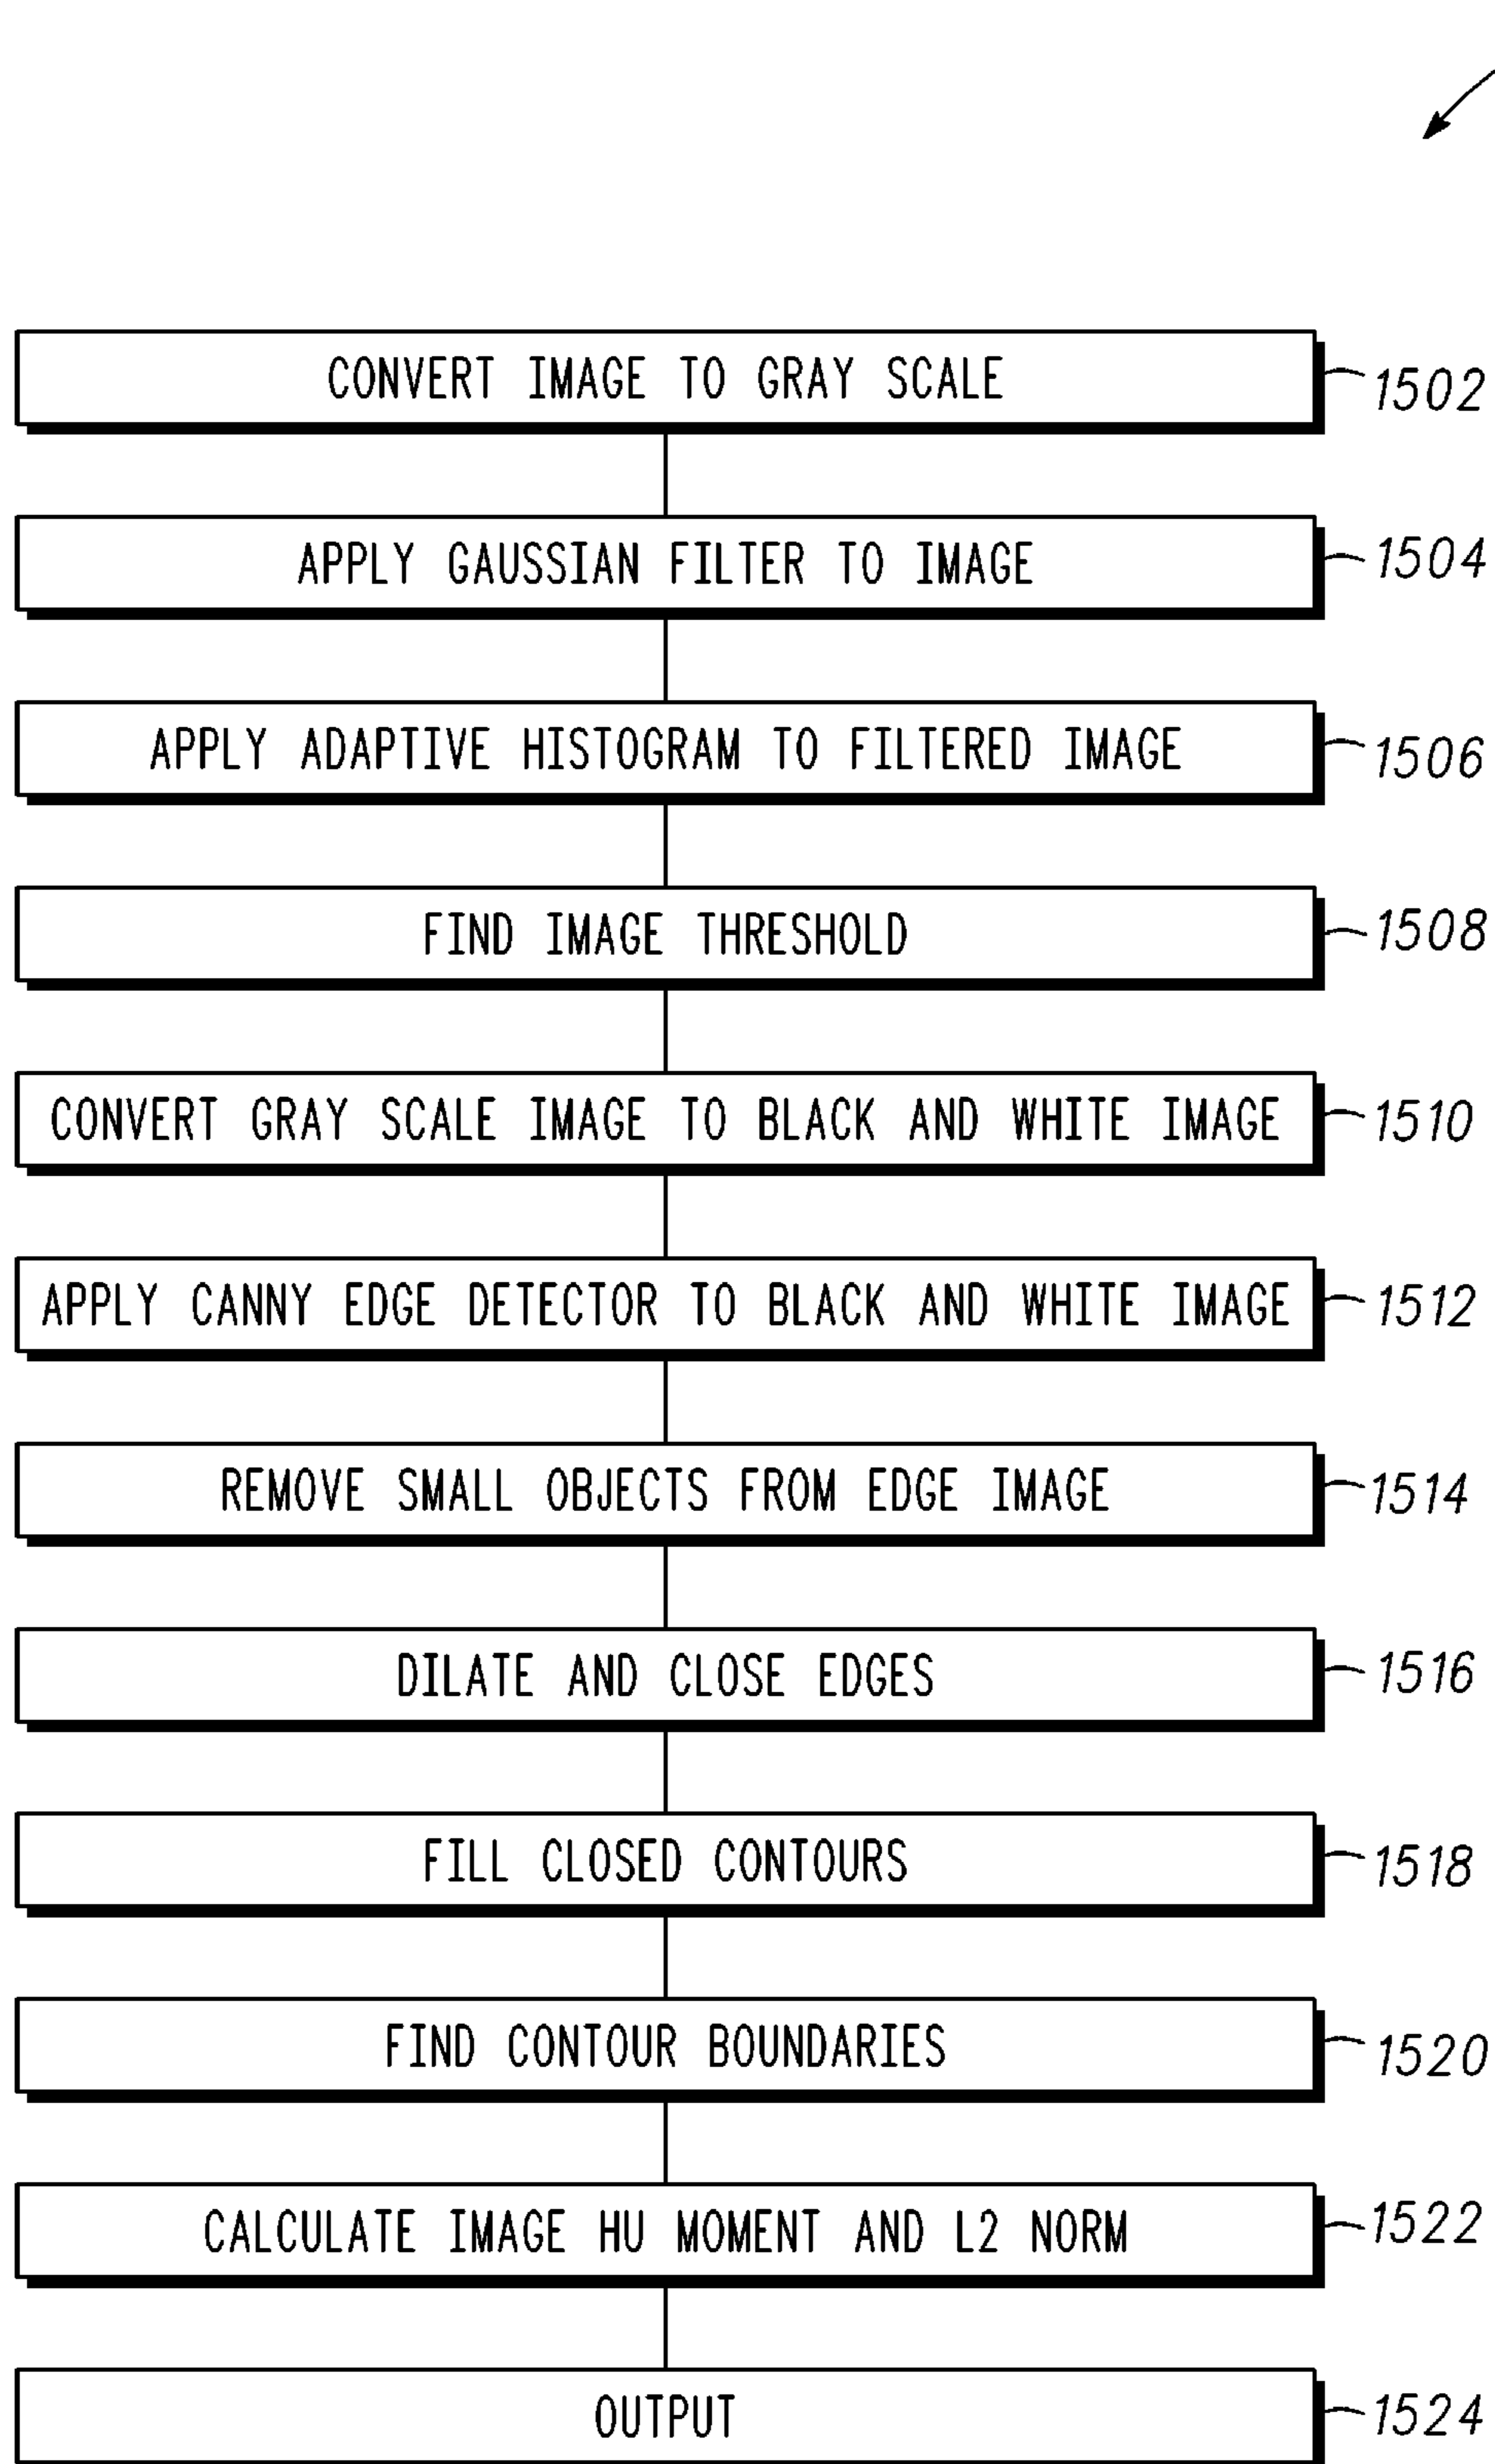 CONVERT IMAGE TO GRAY SCALE 1502
APPLY GAUSSIAN FILTER TO IMAGE 1504
APPLY ADAPTIVE HISTOGRAM TO FILTERED IMAGE 1506
FIND IMAGE THRESHOLD 1508
CONVERT GRAY SCALE IMAGE TO BLACK AND WHITE IMAGE 1510
APPLY CANNY EDGE DETECTOR TO BLACK AND WHITE IMAGE 1512
REMOVE SMALL OBJECTS FROM EDGE IMAGE 1514
DILATE AND CLOSE EDGES 1516
FILL CLOSED CONTOURS 1518
FIND CONTOUR BOUNDARIES 1520
CALCULATE IMAGE HU MOMENT AND L2 NORM 1522
OUTPUT 1524